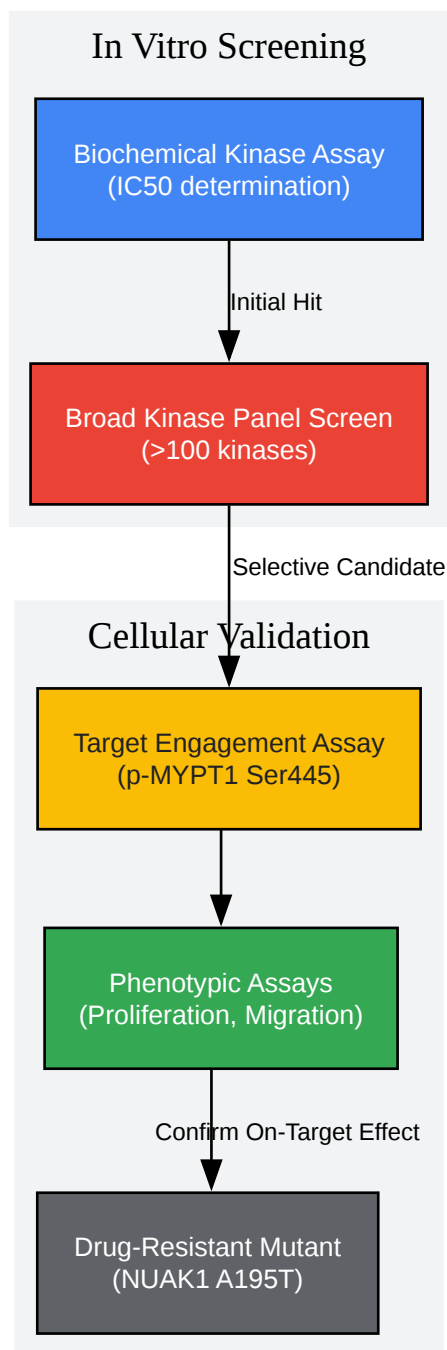 In Vitro Screening
Biochemical Kinase Assay
(IC50 determination)
Initial Hit
Broad Kinase Panel Screen
(>100 kinases)
Selective Candidate
Cellular Validation
Target Engagement Assay
(p-MYPT1 Ser445)
Phenotypic Assays
(Proliferation, Migration)
Confirm On-Target Effect
Drug-Resistant Mutant
(NUAK1 A195T)